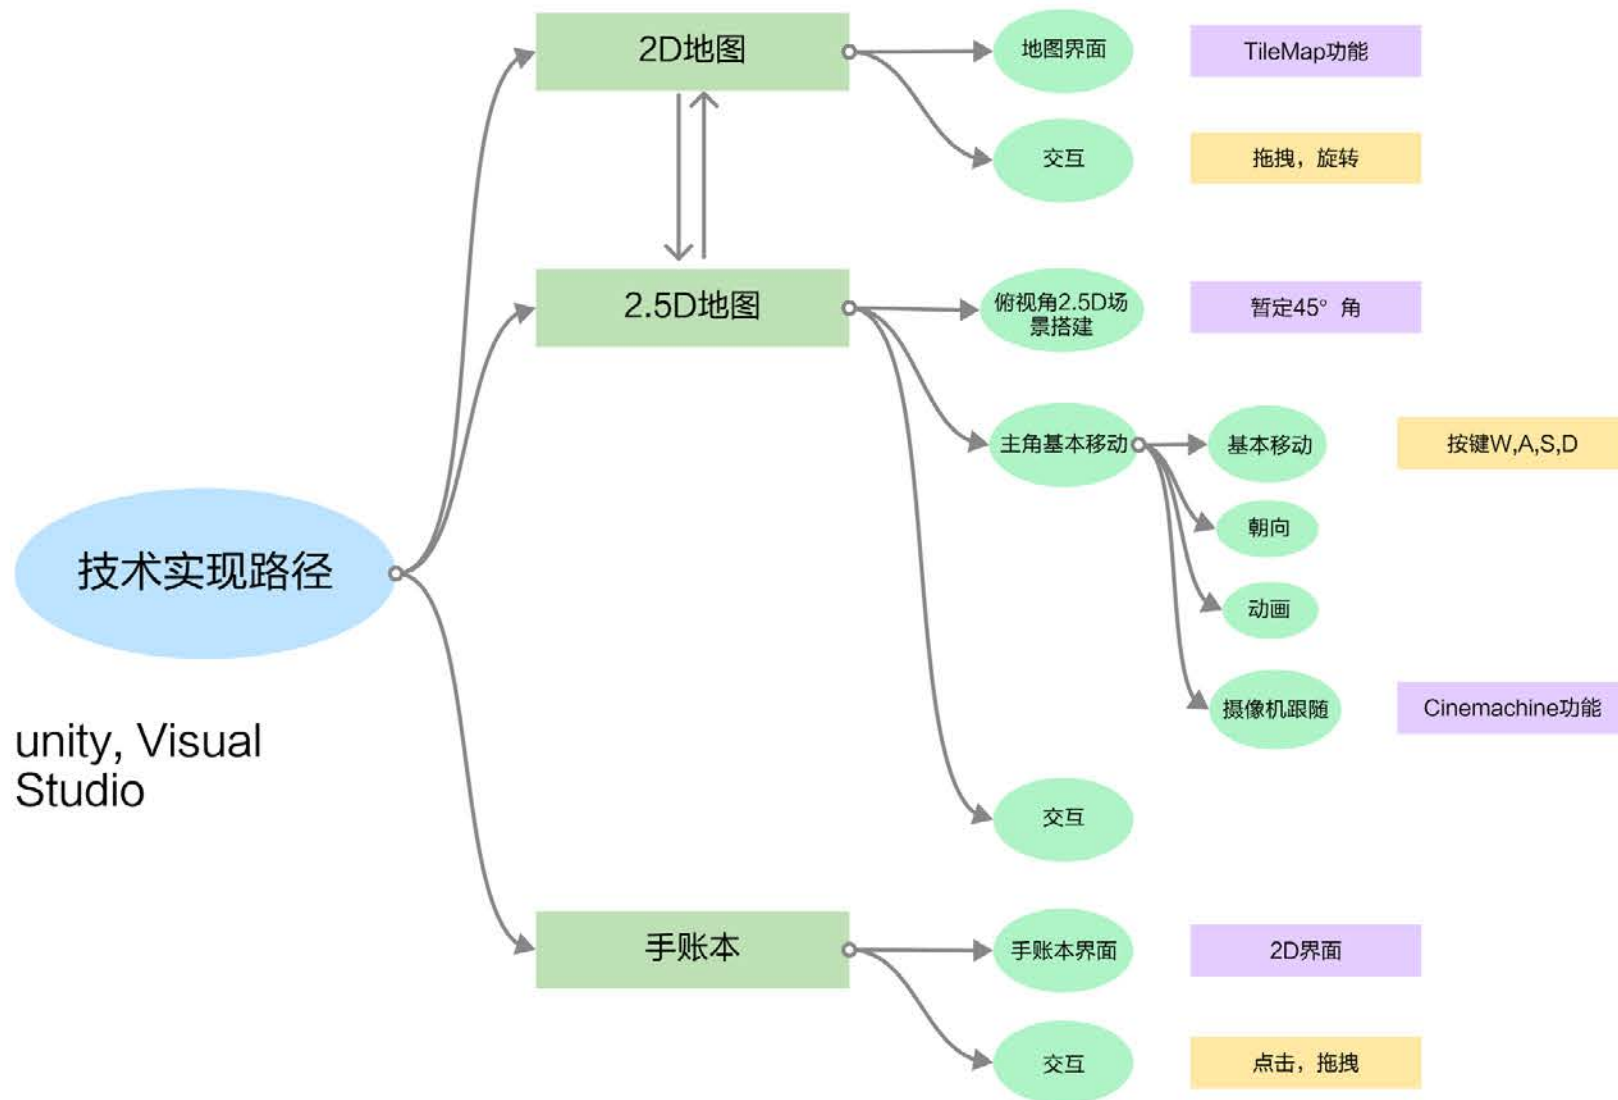 2D地图
地图界面
TileMap功能
交互
拖拽，旋转
2.5D地图
俯视角2.5D场
景搭建
暂定45°角
主角基本移动
基本移动
按键W,A,S,D
朝向
动画
摄像机跟随
Cinemachine功能
交互
技术实现路径
unity, Visual
Studio
手账本
手账本界面
2D界面
交互
点击，拖拽